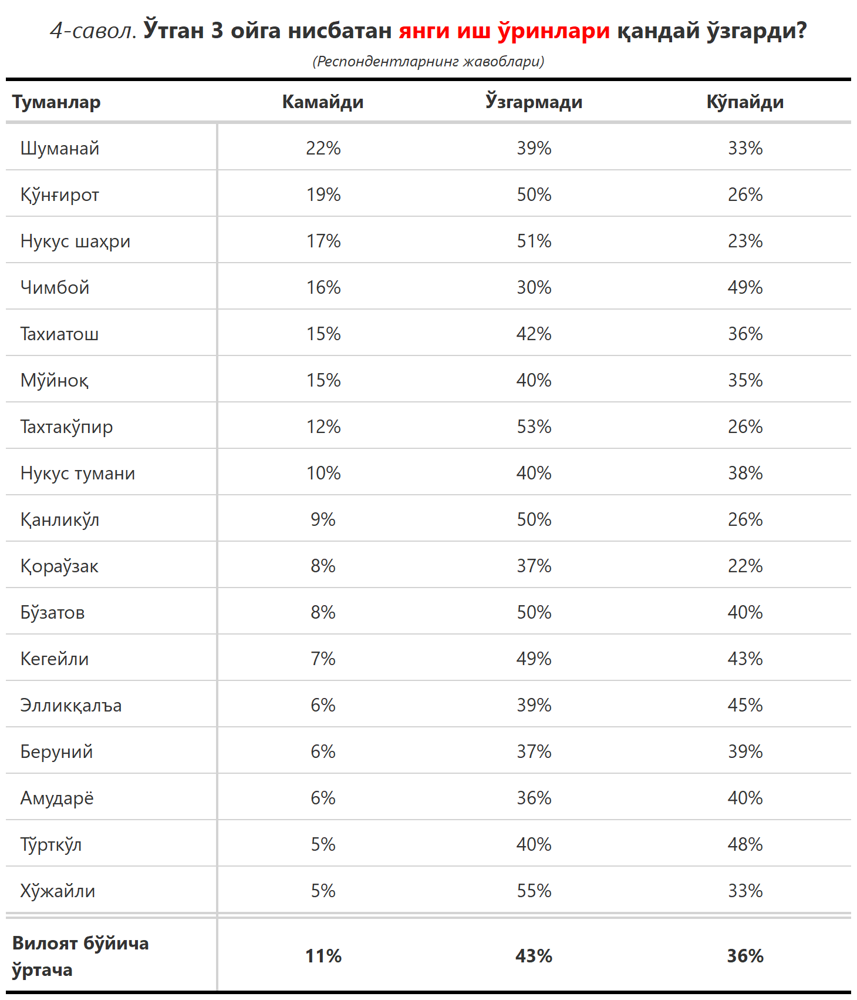 4-савол. Ўтган 3 ойга нисбатан янги иш ўринлари қандай ўзгарди?
(Респондентларнинг жавоблари)
Туманлар Камайди Ўзгармади Кўпайди
Шуманай 22% 39% 33%
Қўнғирот 19% 50% 26%
Нукус шаҳри 17% 51% 23%
Чимбой 16% 30% 49%
Тахиатош 15% 42% 36%
Мўйноқ 15% 40% 35%
Тахтакўпир 12% 53% 26%
Нукус тумани 10% 40% 38%
Қанликўл 9% 50% 26%
Қораўзак 8% 37% 22%
Бўзатов 8% 50% 40%
Кегейли 7% 49% 43%
Элликқалъа 6% 39% 45%
Беруний 6% 37% 39%
Амударё 6% 36% 40%
Тўрткўл 5% 40% 48%
Хўжайли 5% 55% 33%
Вилоят бўйича
ўртача 11% 43% 36%